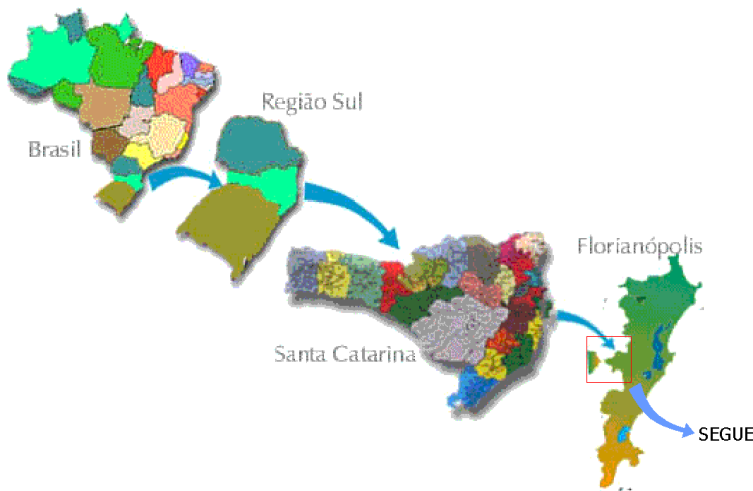 Brasil
Região Sul
Santa Catarina
Florianópolis
SEGUE